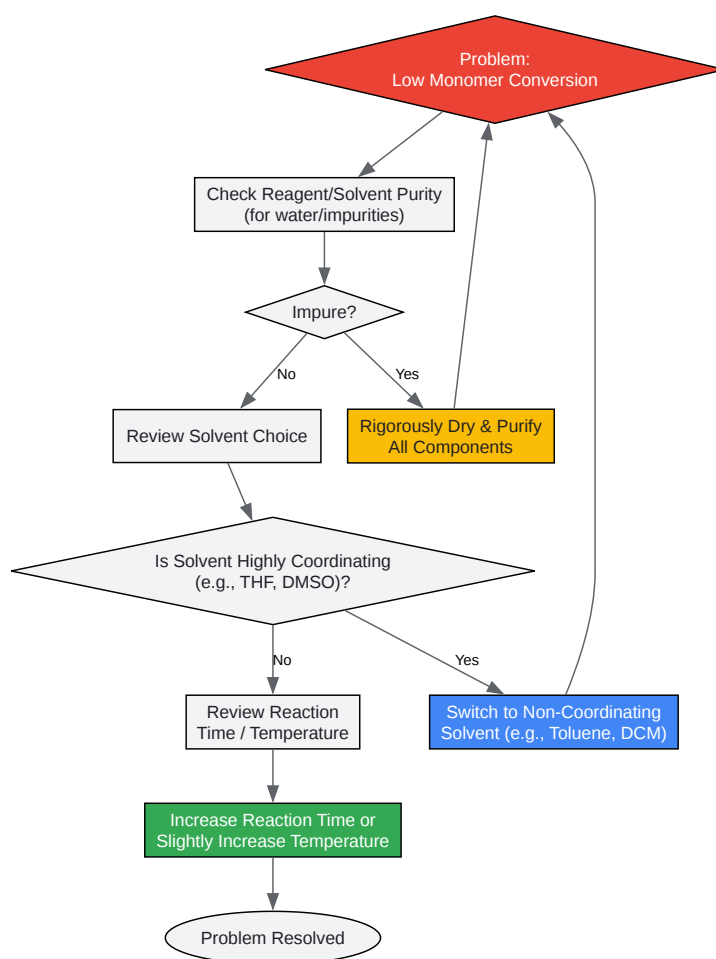 Problem:
Low Monomer Conversion
Check Reagent/Solvent Purity
(for water/impurities)
Impure?
No
Yes
Review Solvent Choice
Rigorously Dry & Purify
All Components
Is Solvent Highly Coordinating
(e.g., THF, DMSO)?
No
Yes
Review Reaction
Time / Temperature
Switch to Non-Coordinating
Solvent (e.g., Toluene, DCM)
Increase Reaction Time or
Slightly Increase Temperature
Problem Resolved